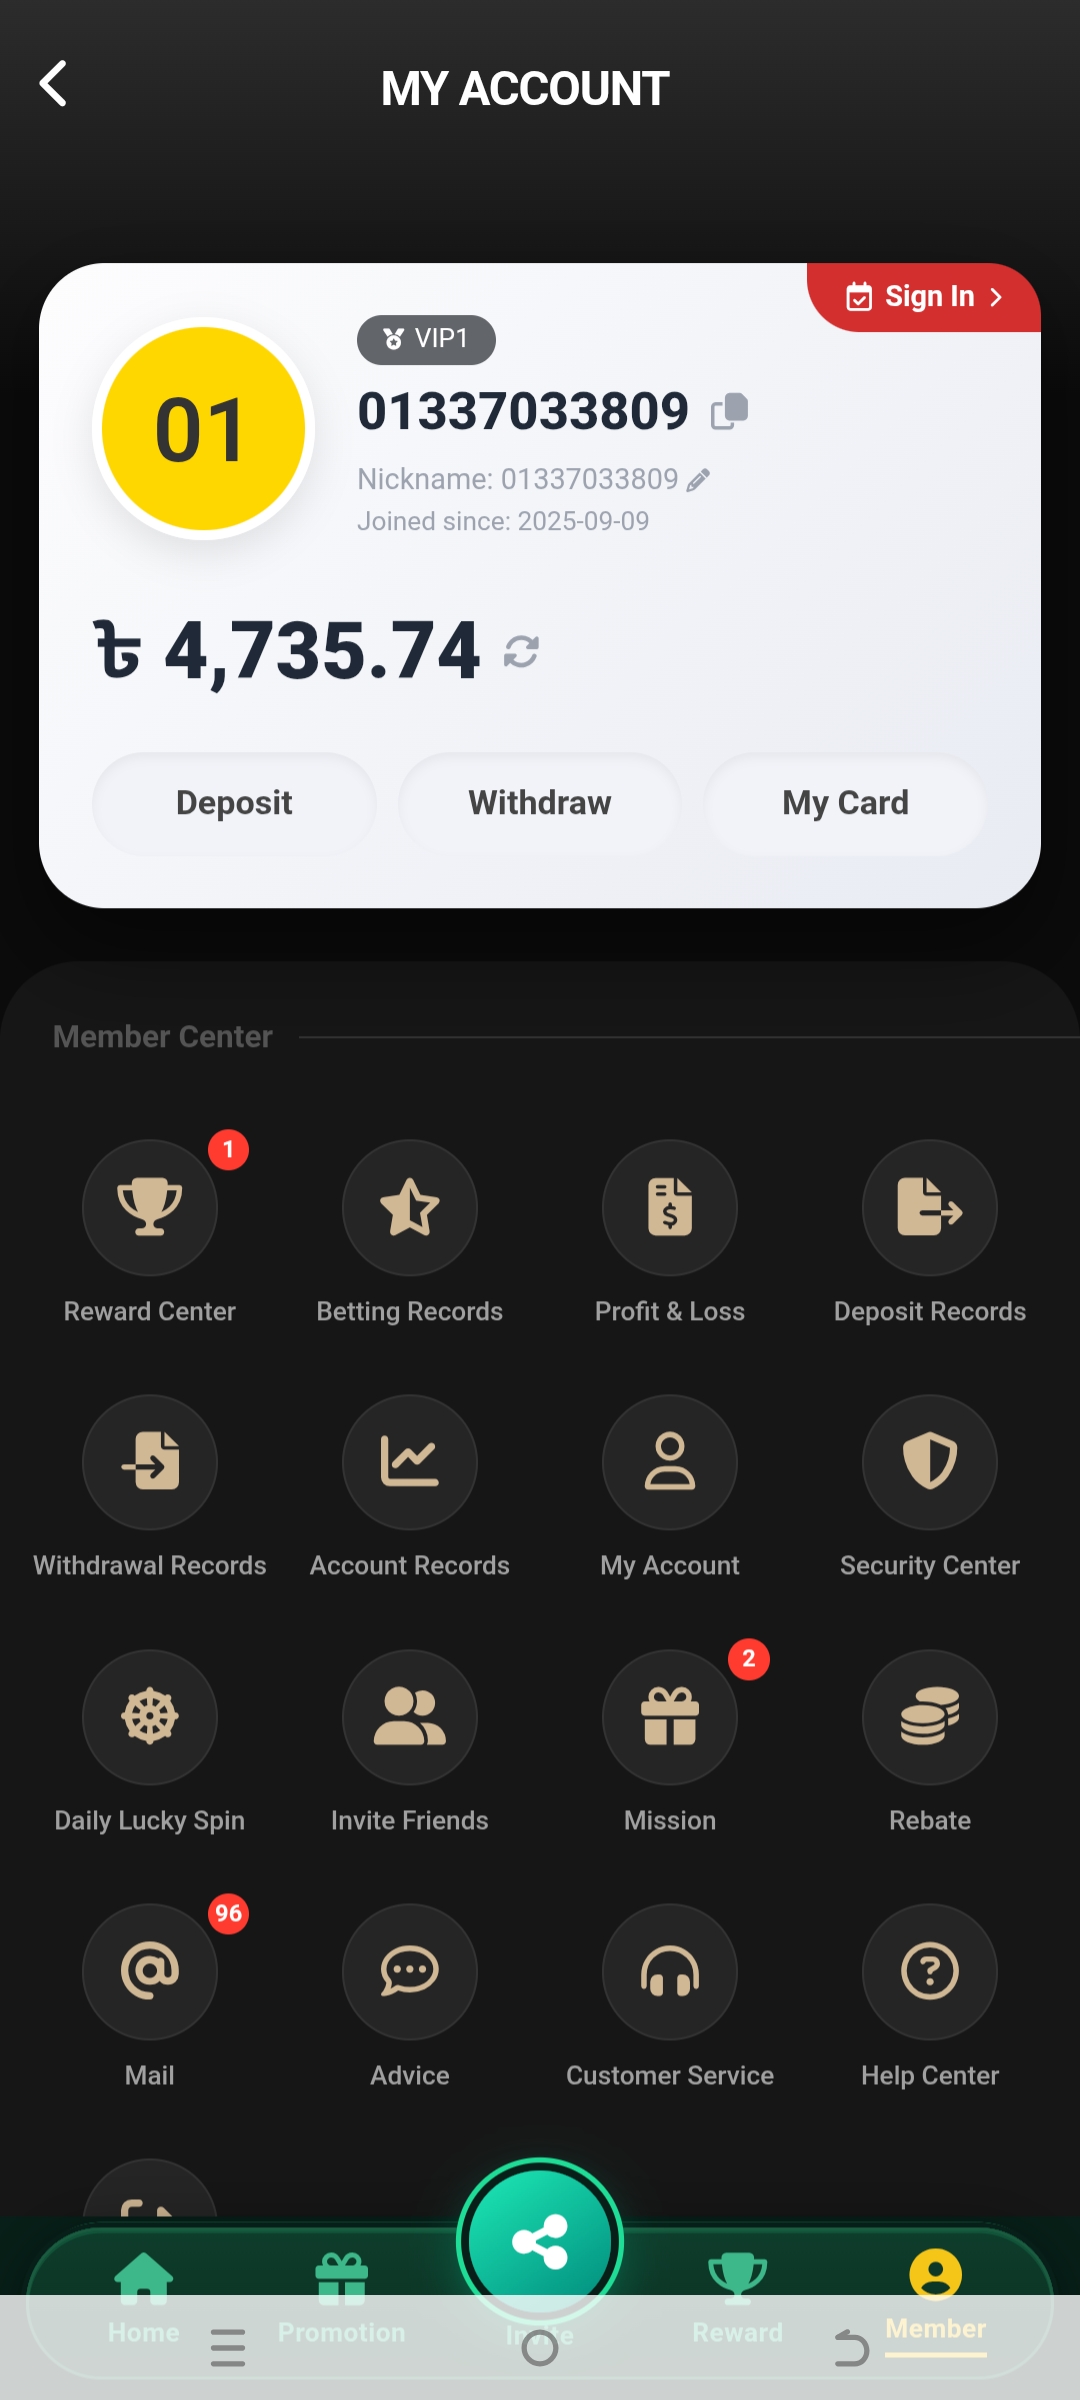 MY ACCOUNT
Sign In
VIP1
01
01337033809
Nickname: 01337033809
Joined since: 2025-09-09
৳ 4,735.74
Deposit Withdraw My Card
Member Center
1
Reward Center Betting Records Profit & Loss Deposit Records
Withdrawal Records Account Records My Account Security Center
2
Daily Lucky Spin Invite Friends Mission Rebate
96
Mail Advice Customer Service Help Center
Home Promotion Invite Reward Member